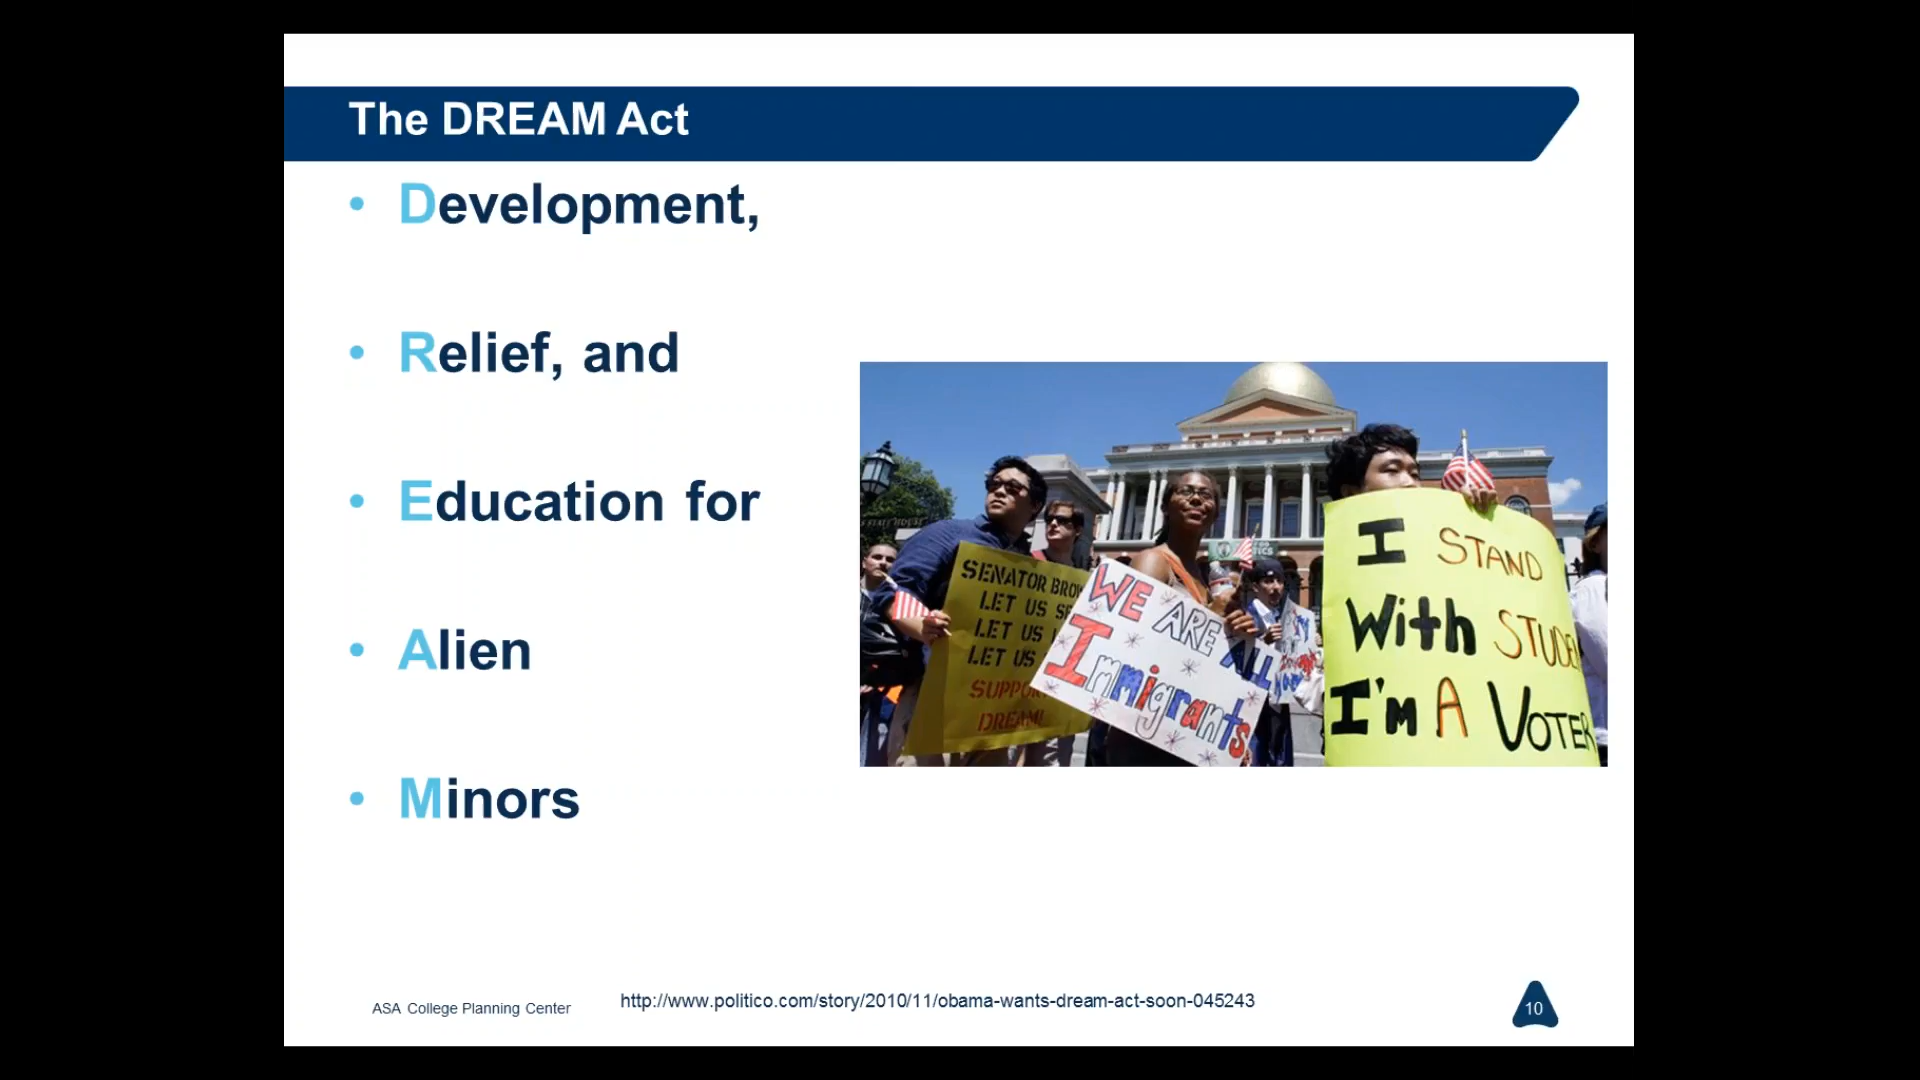 The DREAM Act
• Development,
• Relief, and
• Education for
• Alien
• Minors
SENATOR BRO
LET US
LET US
LET US
DREAM!
WE ARE ALL
Immigrants
I STAND
With
I'm A VOTER
ASA College Planning Center
http://www.politico.com/story/2010/11/obama-wants-dream-act-soon-045243
10